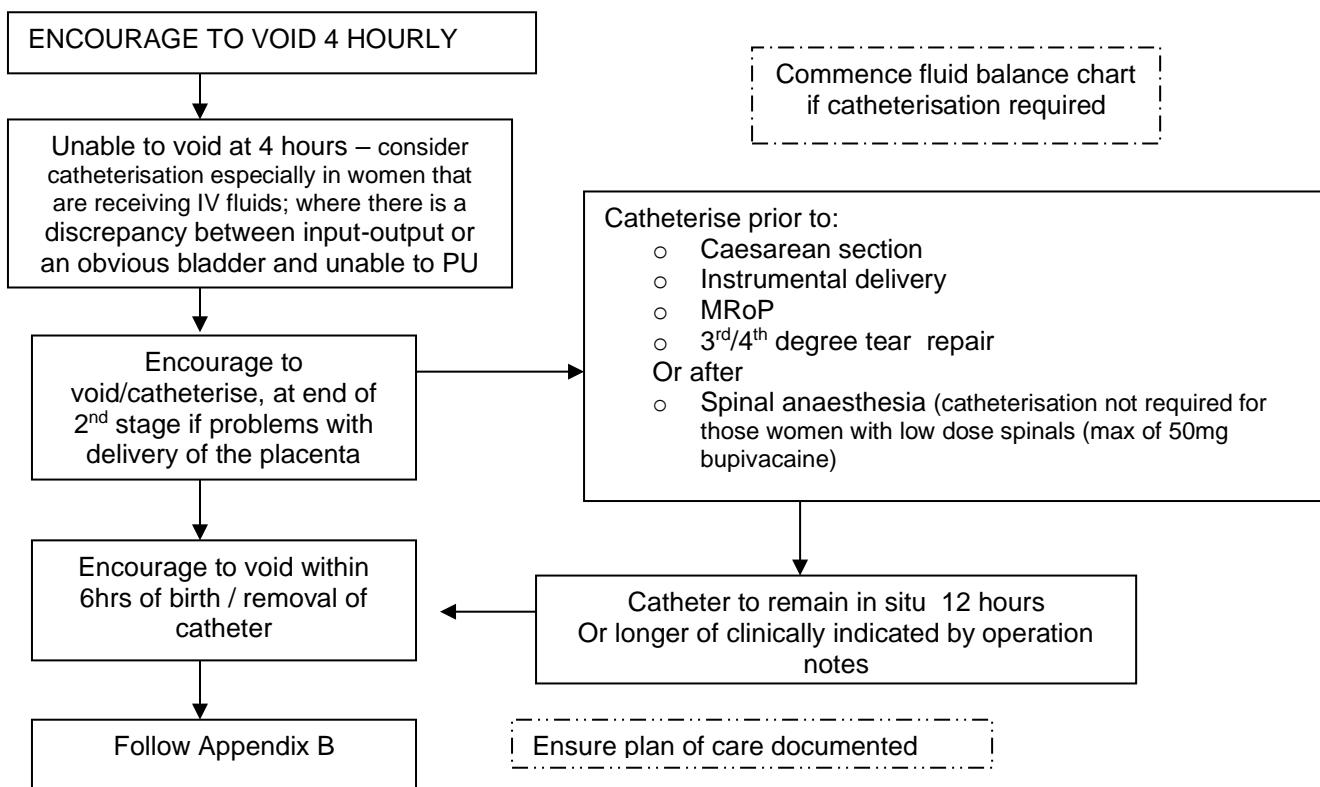 ENCOURAGE TO VOID 4 HOURLY
Commence fluid balance chart
if catheterisation required
Unable to void at 4 hours – consider
catheterisation especially in women that
are receiving IV fluids; where there is a
discrepancy between input-output or
an obvious bladder and unable to PU
Catheterise prior to:
o Caesarean section
o Instrumental delivery
o MRoP
o 3rd/4th degree tear repair
Or after
o Spinal anaesthesia (catheterisation not required for
those women with low dose spinals (max of 50mg
bupivacaine)
Encourage to
void/catheterise, at end of
2nd stage if problems with
delivery of the placenta
Encourage to void within
6hrs of birth / removal of
catheter
Catheter to remain in situ 12 hours
Or longer of clinically indicated by operation
notes
Follow Appendix B
Ensure plan of care documented